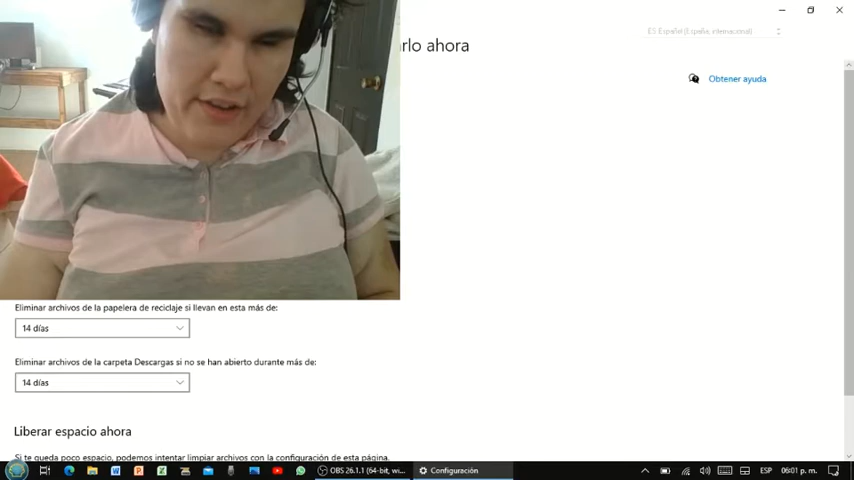 ES Español (España, internacional)
rlo ahora
Obtener ayuda
Eliminar archivos de la papelera de reciclaje si llevan en esta más de:
14 días
Eliminar archivos de la carpeta Descargas si no se han abierto durante más de:
14 días
Liberar espacio ahora
Si te queda poco espacio, podemos intentar limpiar archivos con la configuración de esta página.
OBS 26.1.1 (64-bit, wi...
Configuración
ESP
06:01 p. m.